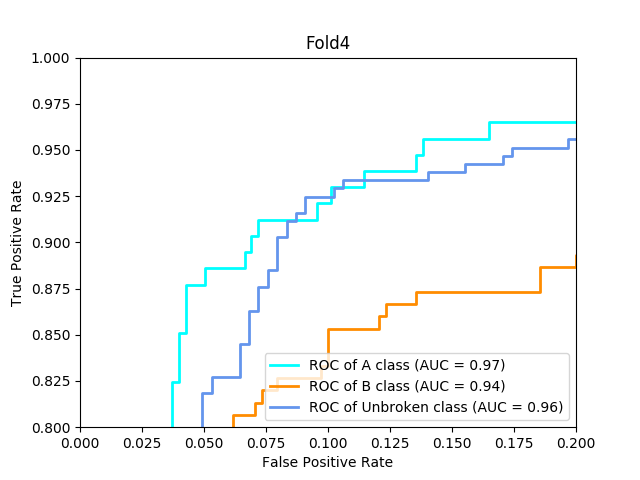 Fold4
1.000
0.975
0.950
0.925
0.900
0.875
0.850
0.825
0.800
True Positive Rate
ROC of A class (AUC = 0.97)
ROC of B class (AUC = 0.94)
ROC of Unbroken class (AUC = 0.96)
0.000 0.025 0.050 0.075 0.100 0.125 0.150 0.175 0.200
False Positive Rate